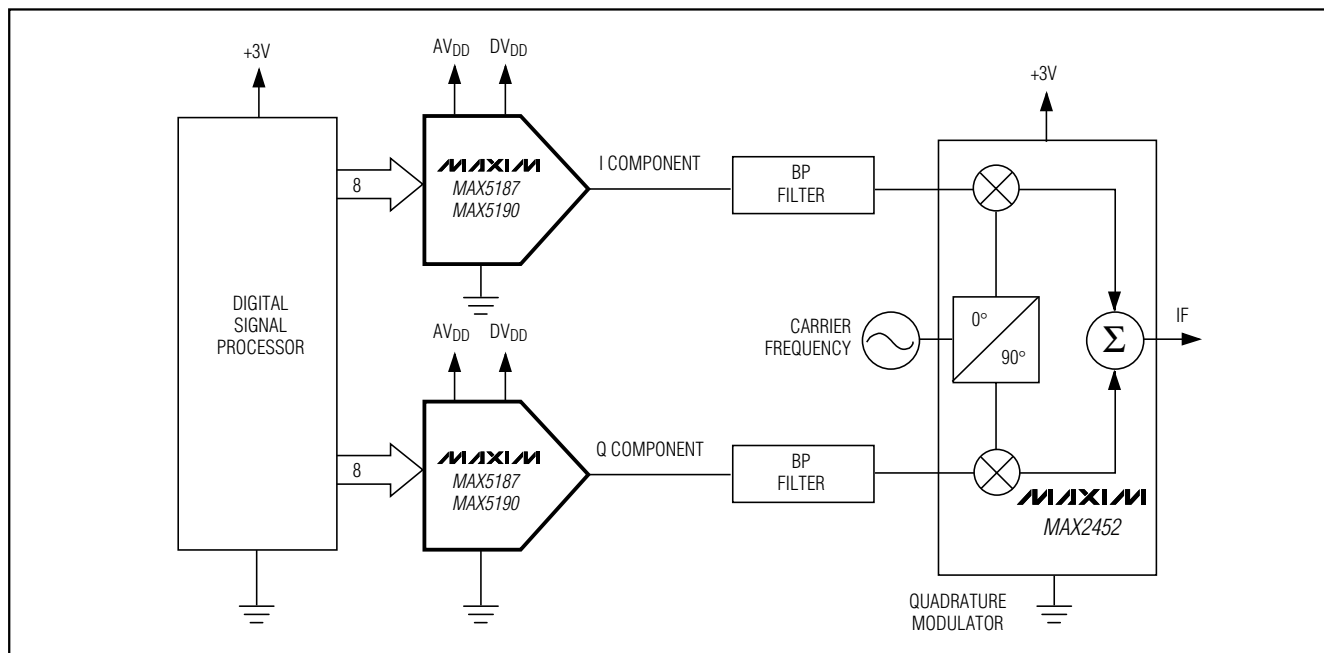 +3V
AVDD
DVDD
+3V
8
MAXIM
MAX5187
MAX5190
I COMPONENT
BP
FILTER
DIGITAL
SIGNAL
PROCESSOR
AVDD
DVDD
CARRIER
FREQUENCY
0°
90°
Σ
IF
8
MAXIM
MAX5187
MAX5190
Q COMPONENT
BP
FILTER
MAXIM
MAX2452
QUADRATURE
MODULATOR